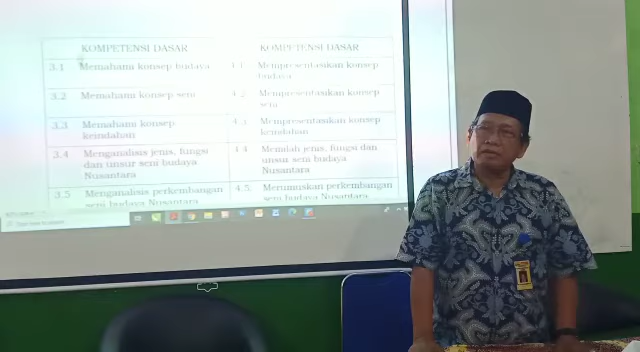 KOMPETENSI DASAR KOMPETENSI DASAR
3.1 Memahami konsep budaya 4.1 Mempresentasikan konsep
budaya
3.2 Memahami konsep seni 4.2 Mempresentasikan konsep
seni
3.3 Memahami konsep 4.3 Mempresentasikan konsep
keindahan keindahan
3.4 Menganalisis jenis, fungsi 4.4 Memilah jenis, fungsi dan
dan unsur seni budaya unsur seni budaya
Nusantara Nusantara
3.5 Menganalisis perkembangan 4.5 Merumuskan perkembangan
seni budaya Nusantara seni budaya Nusantara